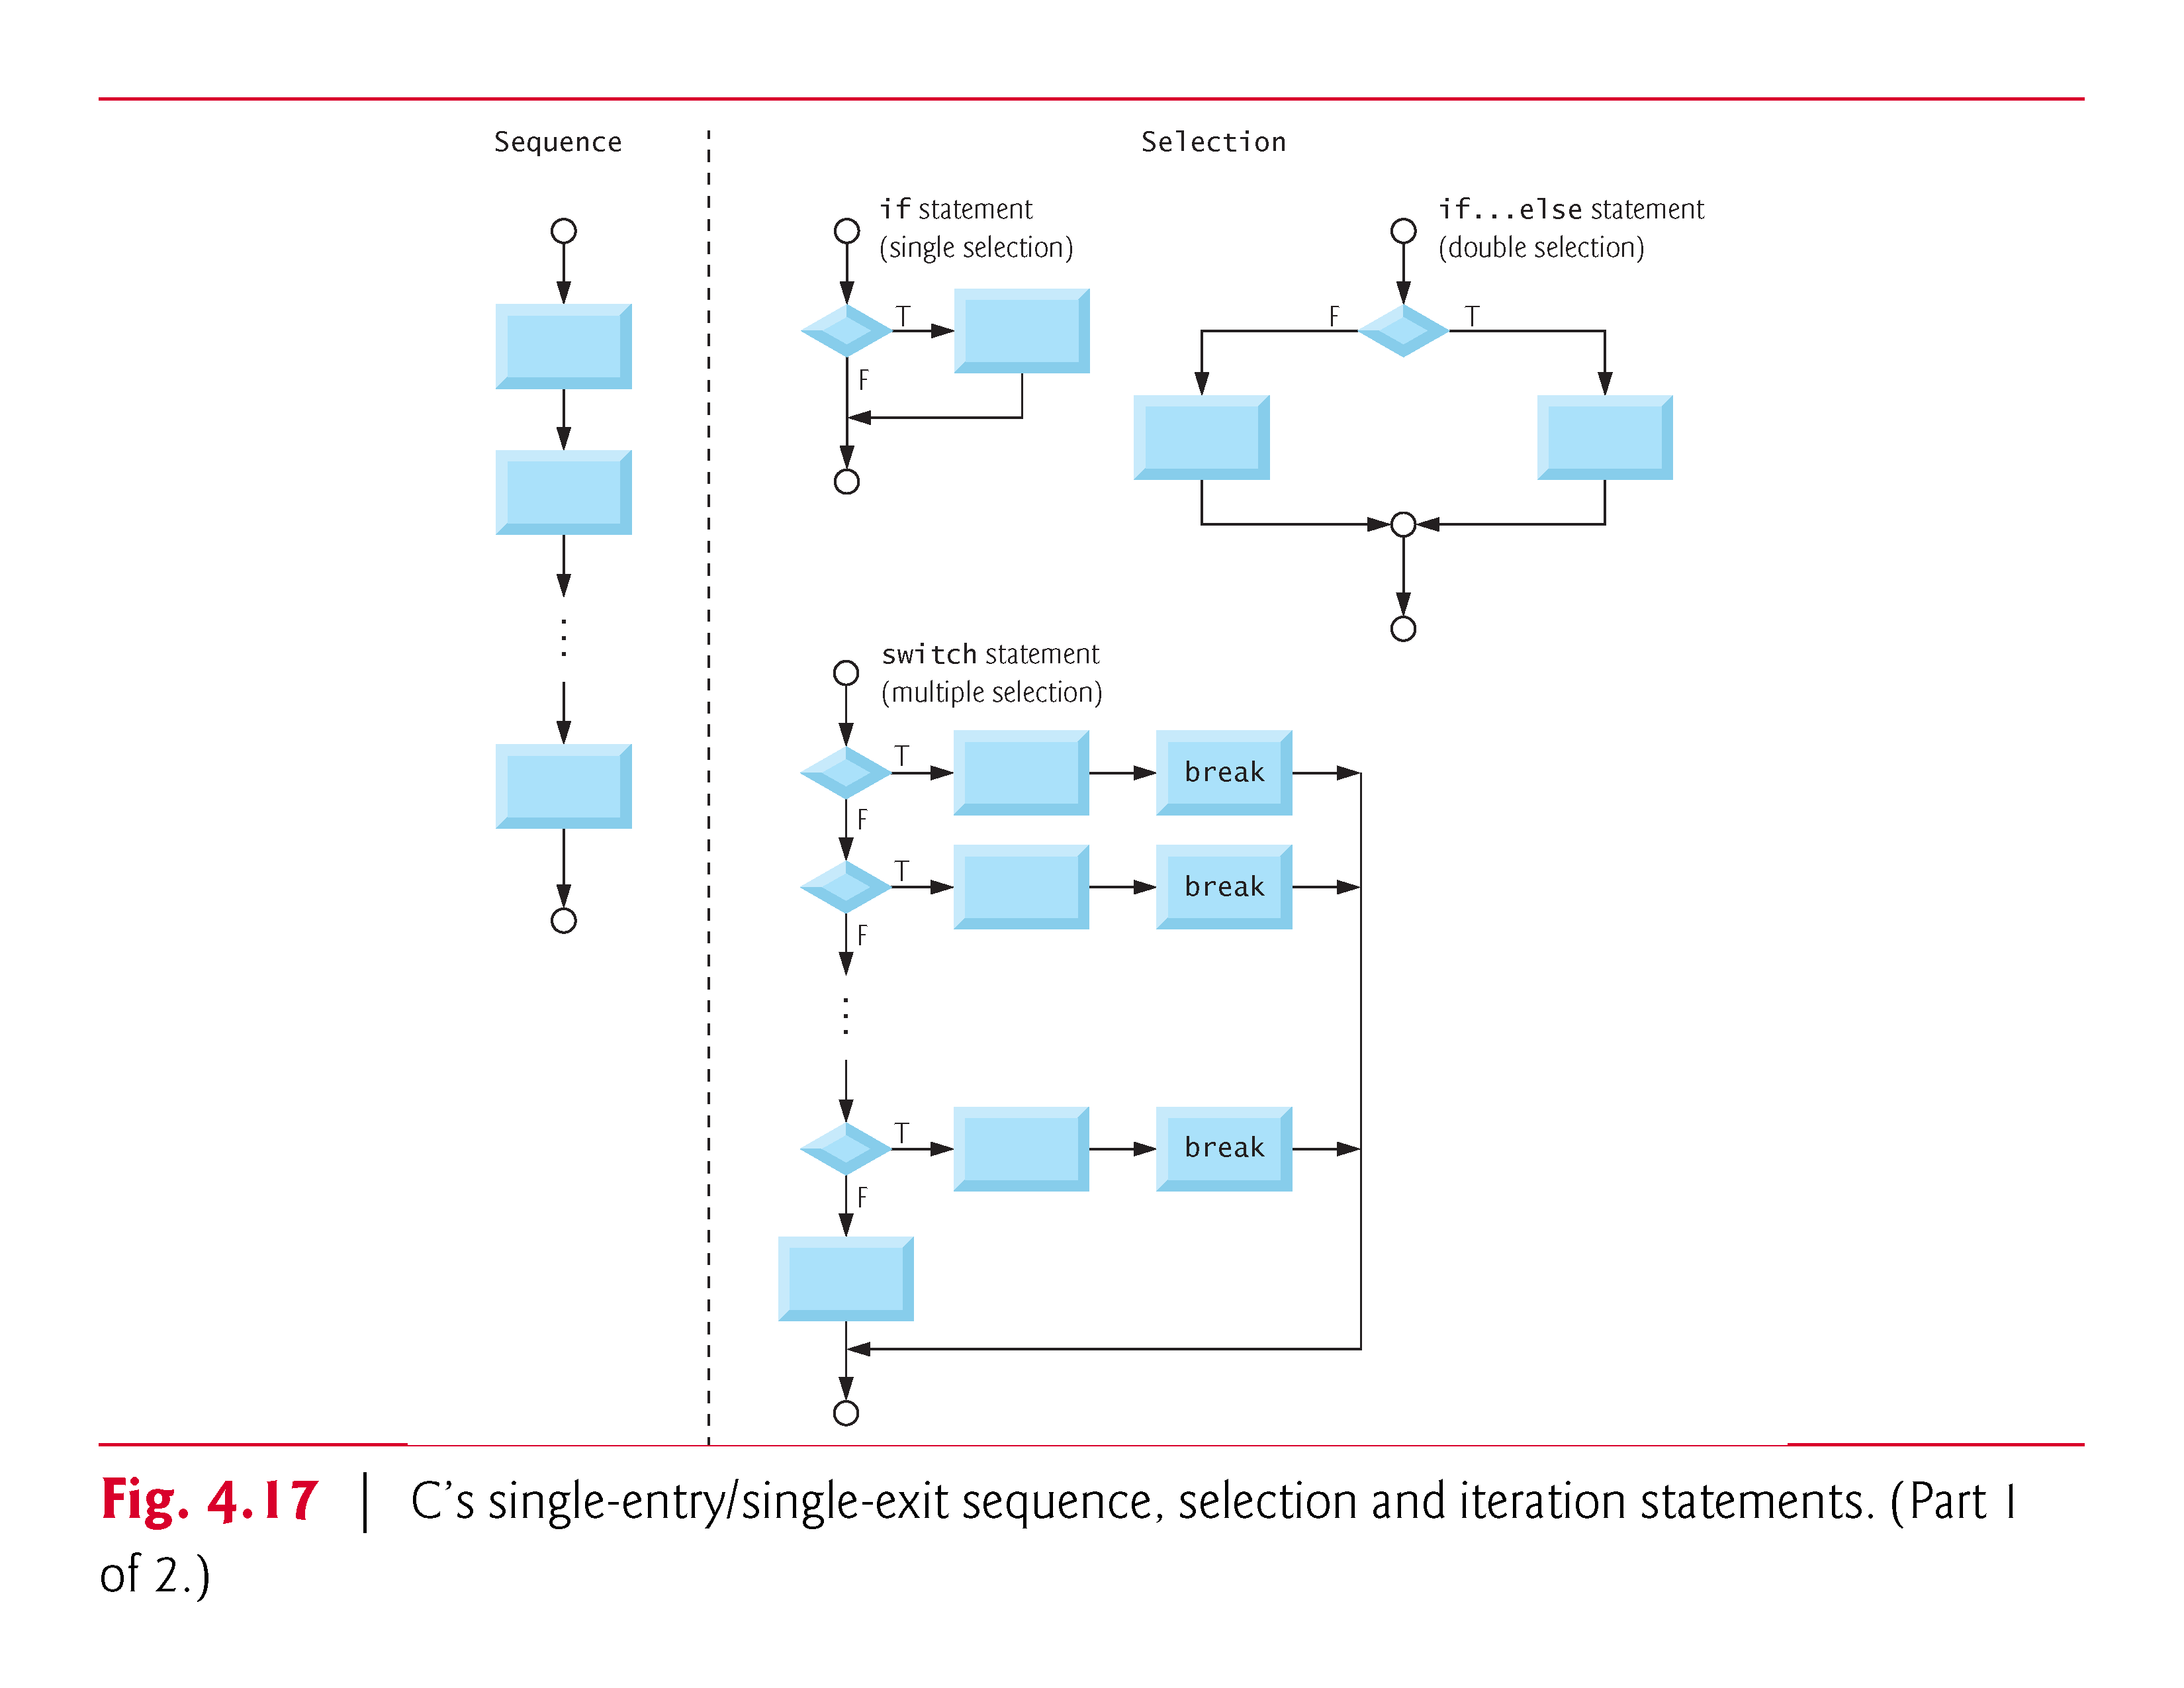 Sequence
Selection
if statement
(single selection)
if...else statement
(double selection)
T
F
F
T
switch statement
(multiple selection)
T
break
F
T
break
F
T
break
F
Fig. 4.17 | C’s single-entry/single-exit sequence, selection and iteration statements. (Part 1
of 2.)